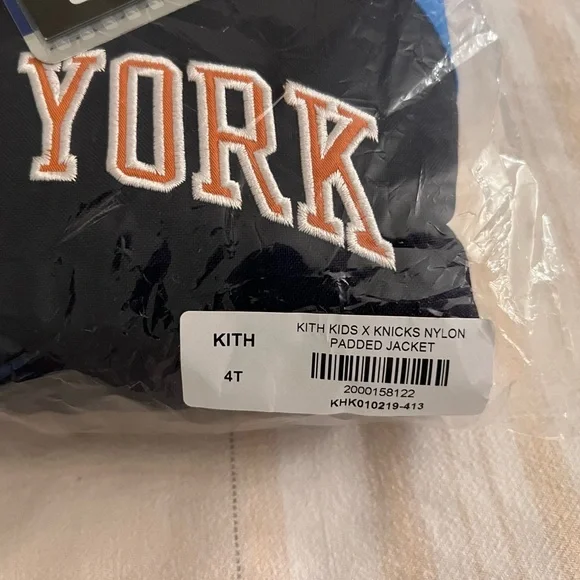 YORK
KITH
4T
KITH KIDS X KNICKS NYLON
PADDED JACKET
2000158122
KHK010219-413